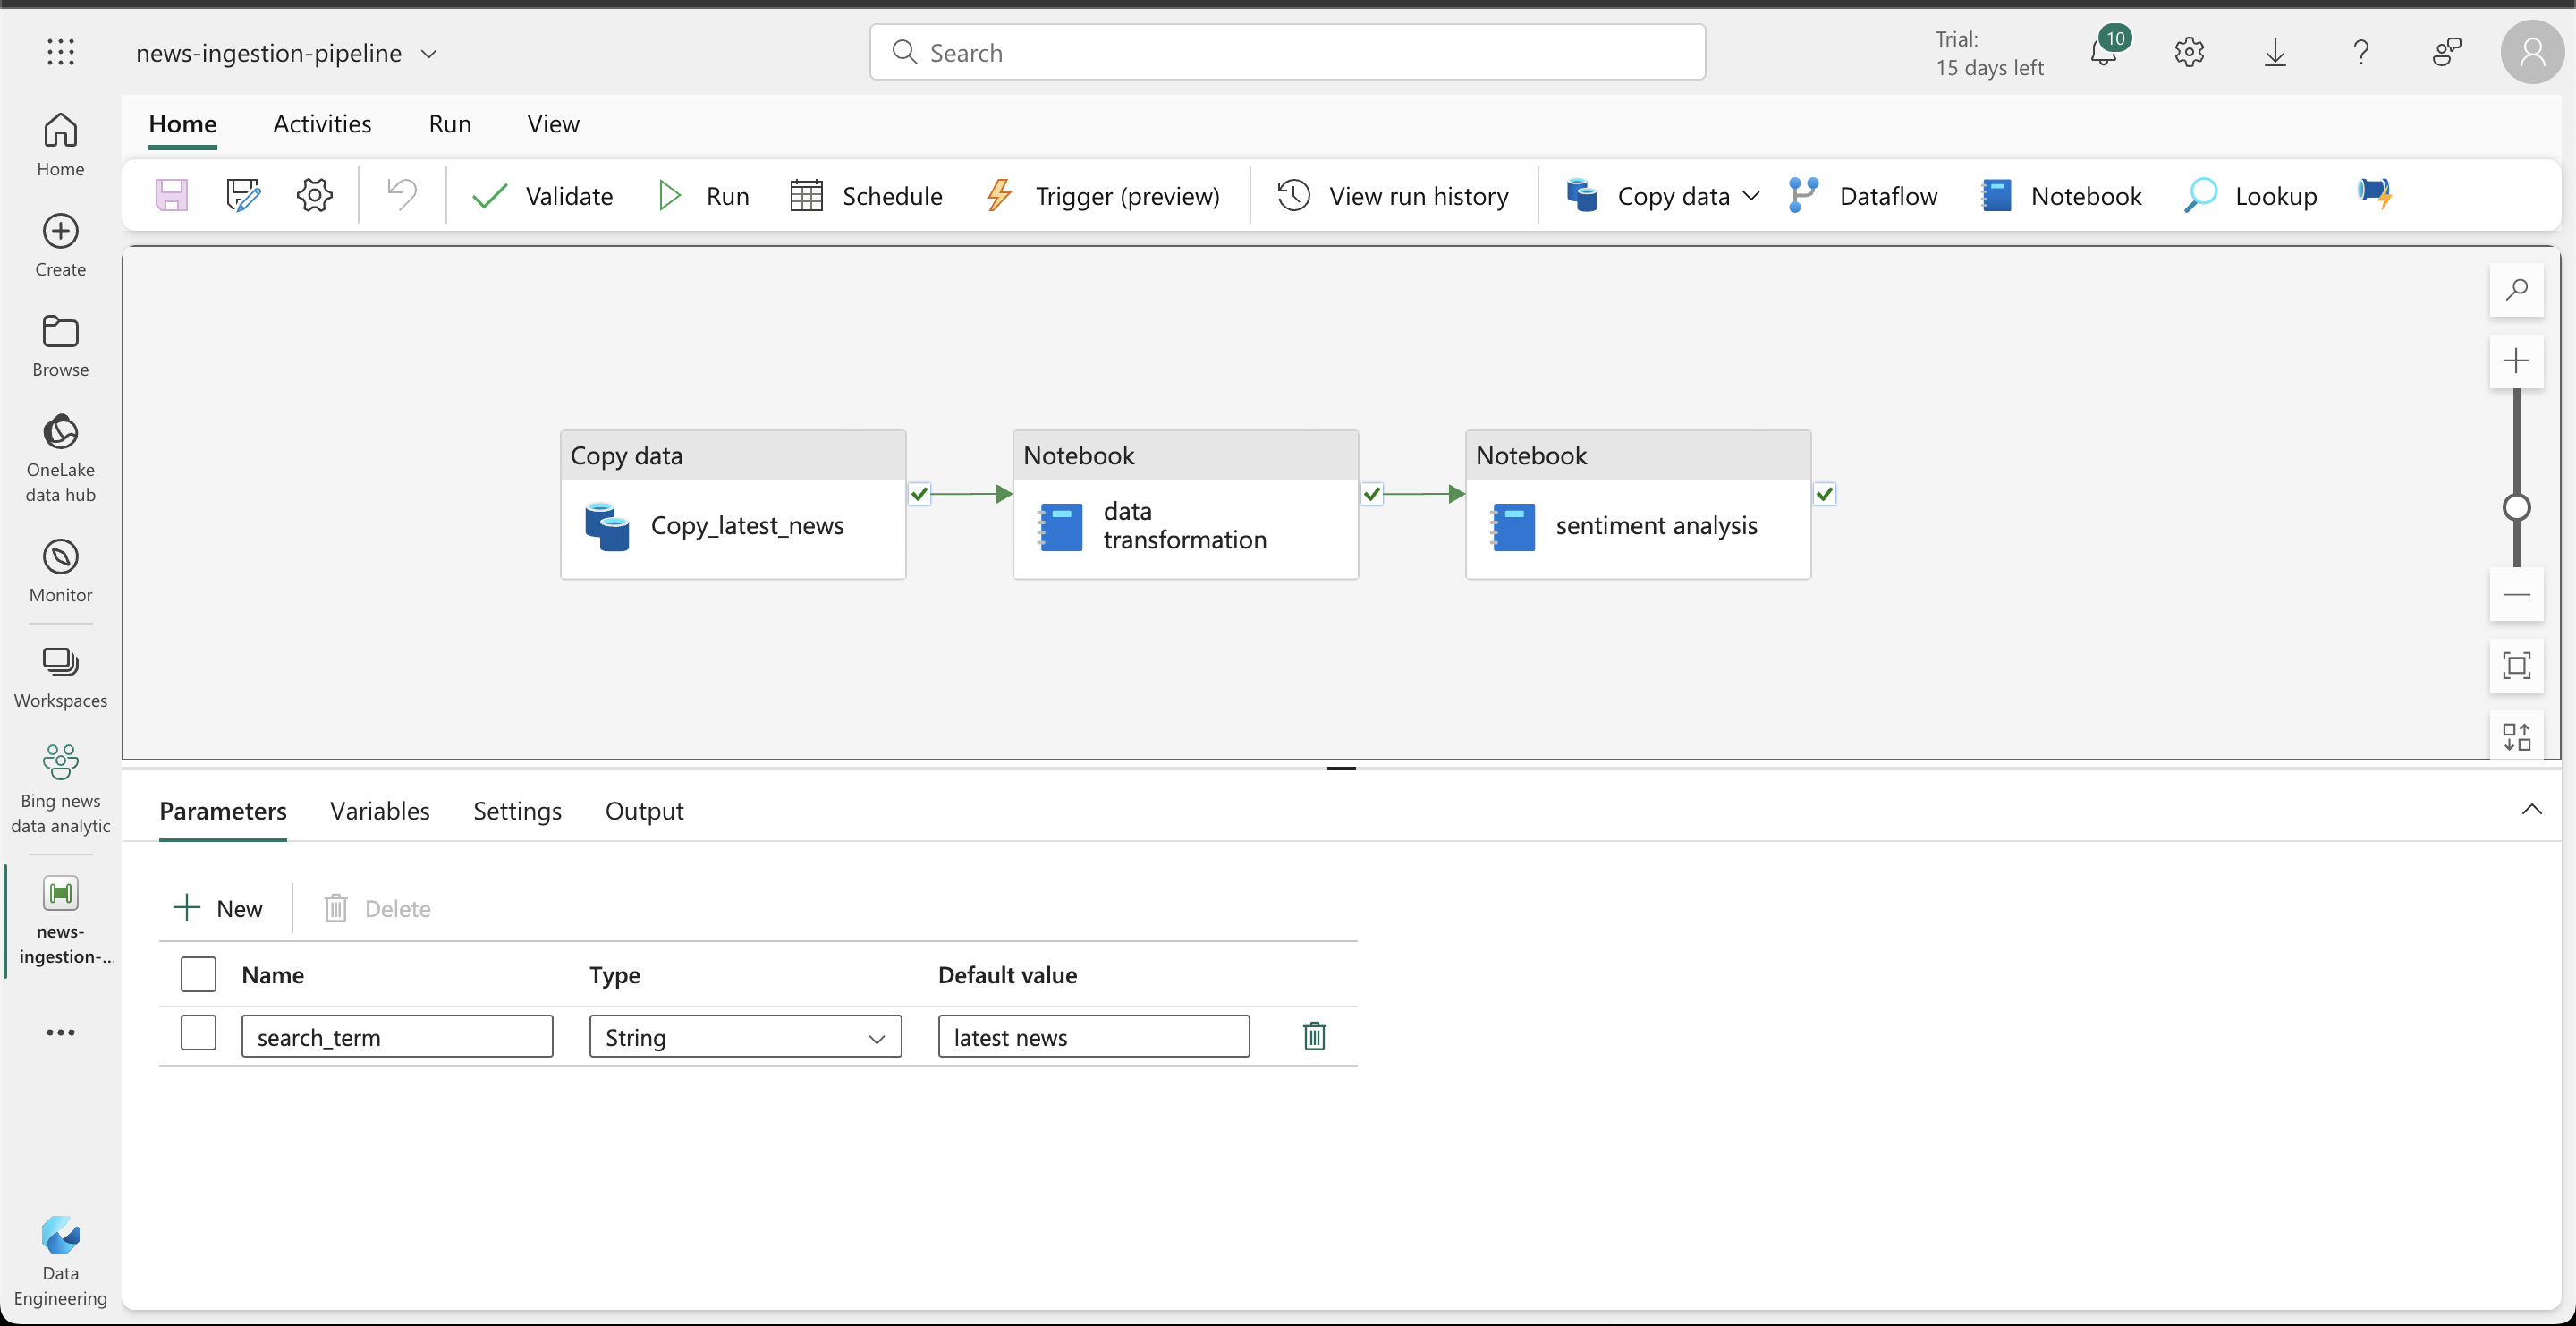 news-ingestion-pipeline
Search
Trial:
15 days left
10
Home
Activities
Run
View
Validate
Run
Schedule
Trigger (preview)
View run history
Copy data
Dataflow
Notebook
Lookup
Home
Create
Browse
OneLake
data hub
Monitor
Workspaces
Bing news
data analytic
news-
ingestion-...
Data
Engineering
Copy data
Copy_latest_news
Notebook
data
transformation
Notebook
sentiment analysis
Parameters
Variables
Settings
Output
New
Delete
Name
Type
Default value
search_term
String
latest news